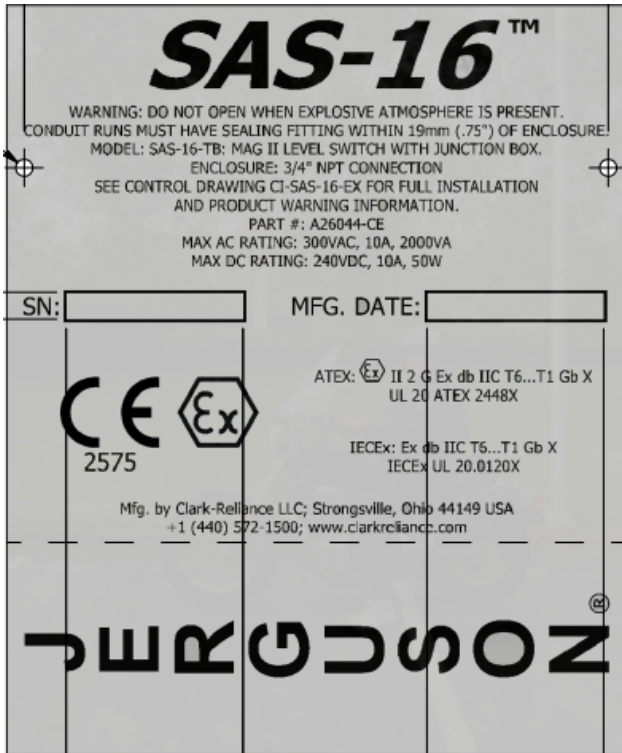 SAS-16™
WARNING: DO NOT OPEN WHEN EXPLOSIVE ATMOSPHERE IS PRESENT.
CONDUIT RUNS MUST HAVE SEALING FITTING WITHIN 19mm (.75") OF ENCLOSURE.
MODEL: SAS-16-TB: MAG II LEVEL SWITCH WITH JUNCTION BOX.
ENCLOSURE: 3/4" NPT CONNECTION
SEE CONTROL DRAWING CI-SAS-16-EX FOR FULL INSTALLATION
AND PRODUCT WARNING INFORMATION.
PART #: A26044-CE
MAX AC RATING: 300VAC, 10A, 2000VA
MAX DC RATING: 240VDC, 10A, 50W
SN: MFG. DATE:
CE Ex
2575
ATEX: Ex II 2 G Ex db IIC T6...T1 Gb X
UL 20 ATEX 2448X
IECEx: Ex db IIC T6...T1 Gb X
IECEx UL 20.0120X
Mfg. by Clark-Reliance LLC; Strongsville, Ohio 44149 USA
+1 (440) 572-1500; www.clarkreliance.com
JERGUSON®